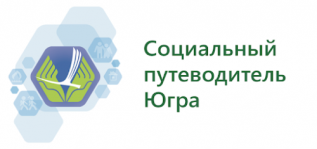 Социальный
путеводитель
Югра